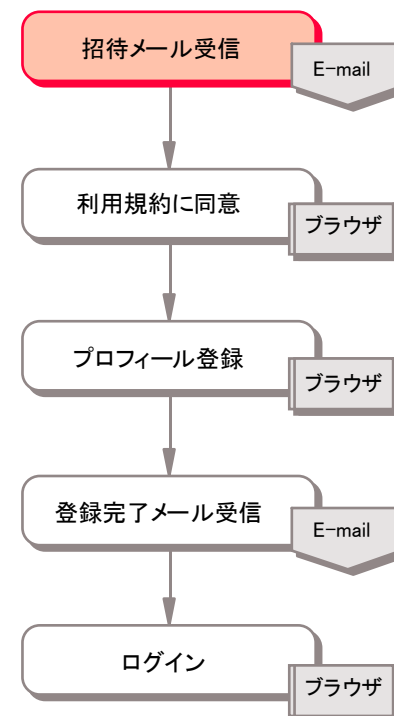 招待メール受信
E-mail
利用規約に同意
ブラウザ
プロフィール登録
ブラウザ
登録完了メール受信
E-mail
ログイン
ブラウザ